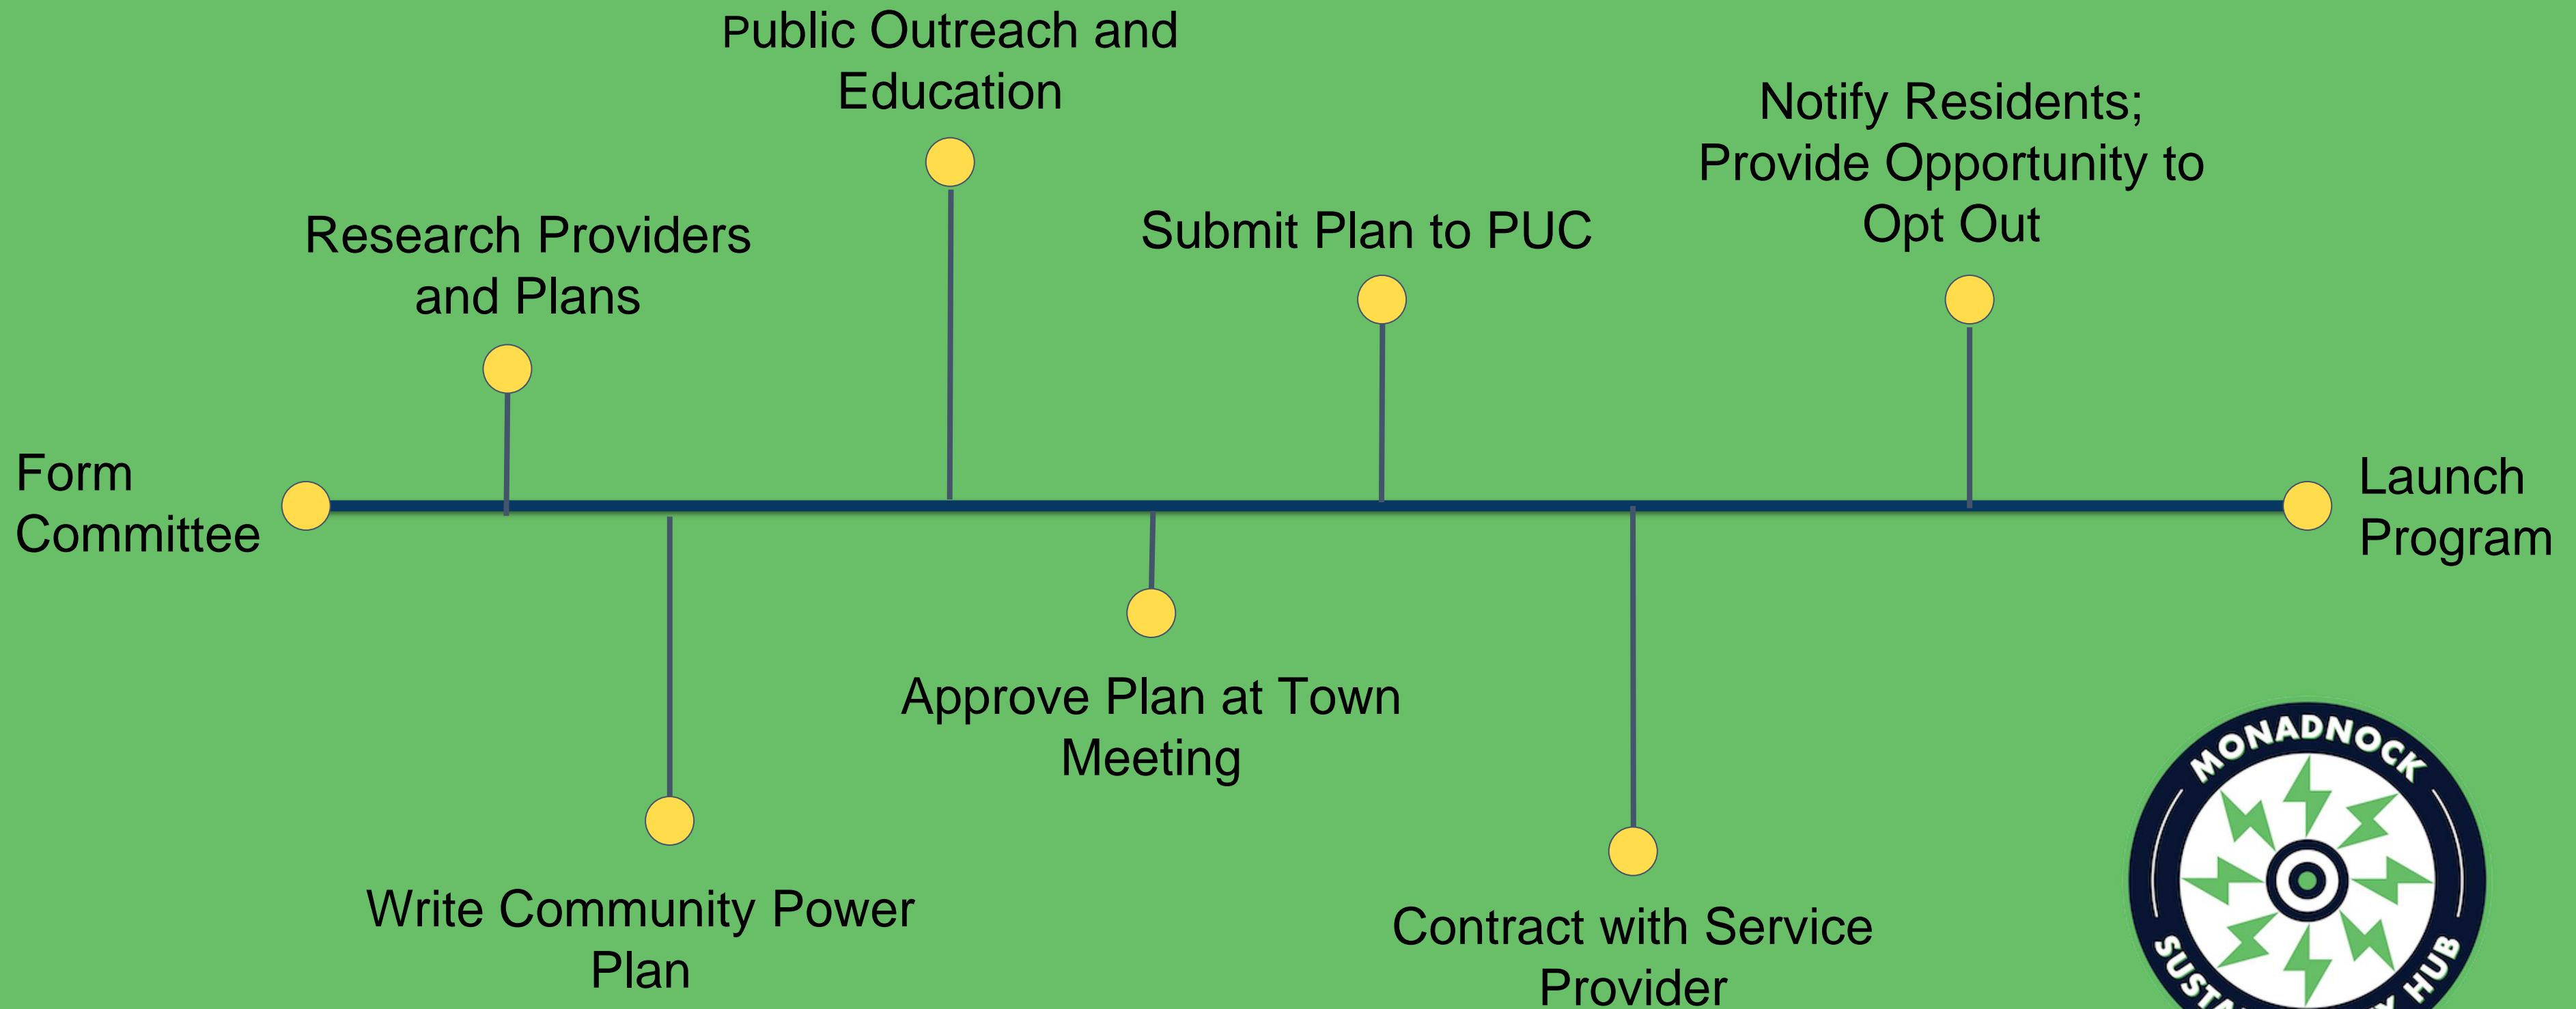 Public Outreach and
Education
Notify Residents;
Provide Opportunity to
Opt Out
Research Providers
and Plans
Submit Plan to PUC
Form
Committee
Launch
Program
Approve Plan at Town
Meeting
Write Community Power
Plan
Contract with Service
Provider
MONADNOCK
HUB